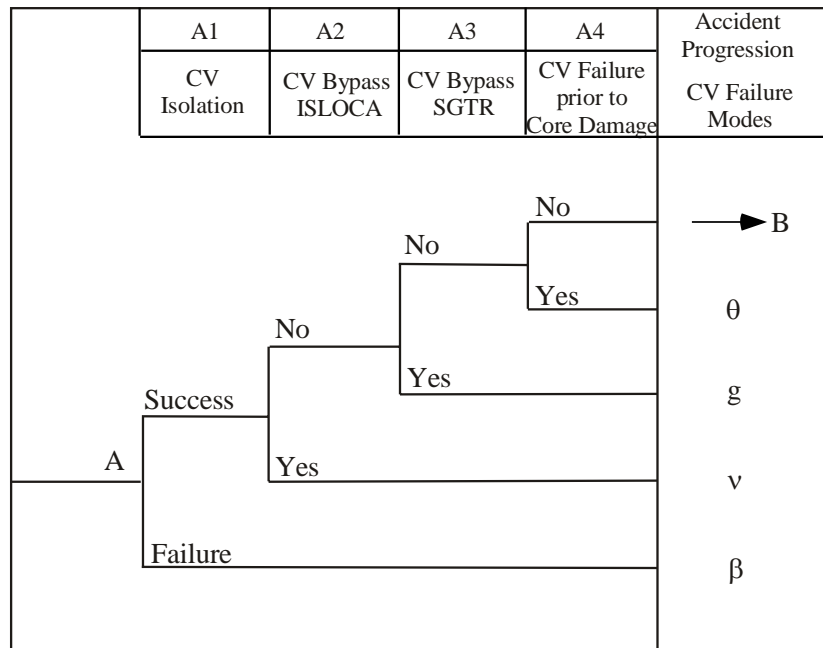 A1
A2
A3
A4
Accident
Progression
CV Failure
Modes
CV
Isolation
CV Bypass
ISLOCA
CV Bypass
SGTR
CV Failure
prior to
Core Damage
No
B
No
Yes
θ
No
Yes
g
Success
A
Yes
ν
Failure
β